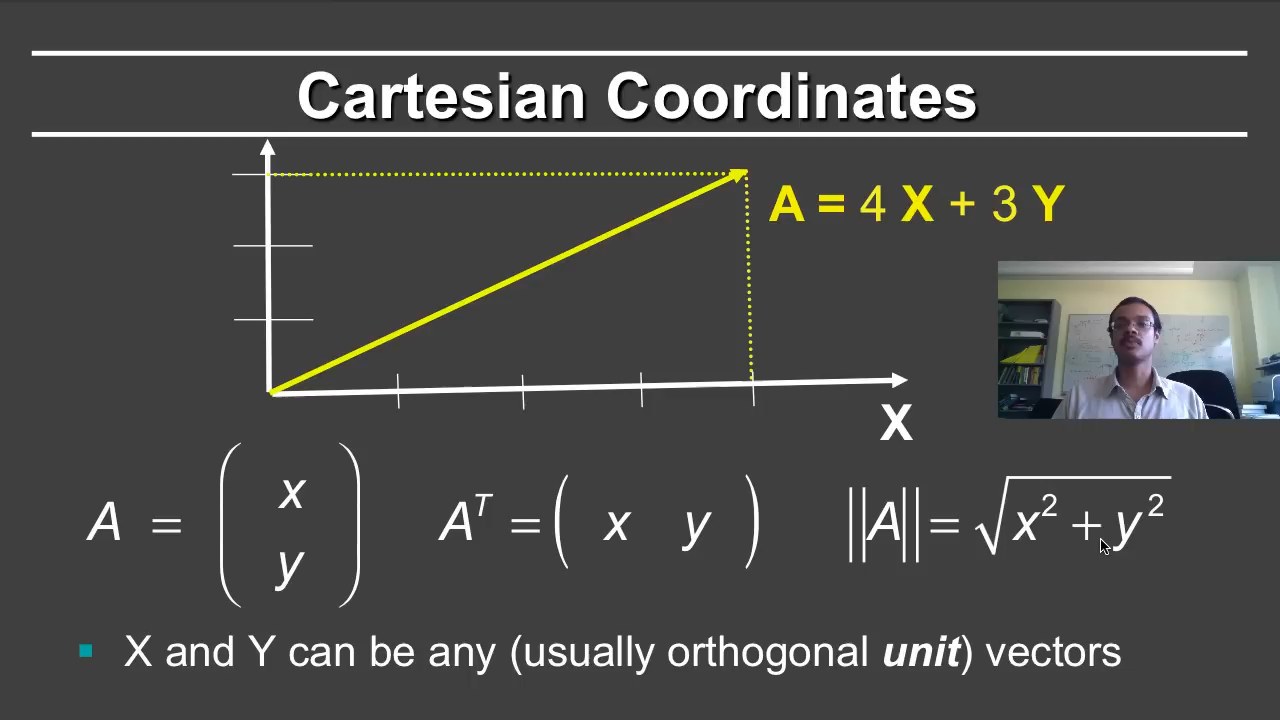 Cartesian Coordinates
A = 4 X + 3 Y
X
A = ( x
y )
A^T = ( x y )
||A|| = √x² + y²
X and Y can be any (usually orthogonal unit) vectors